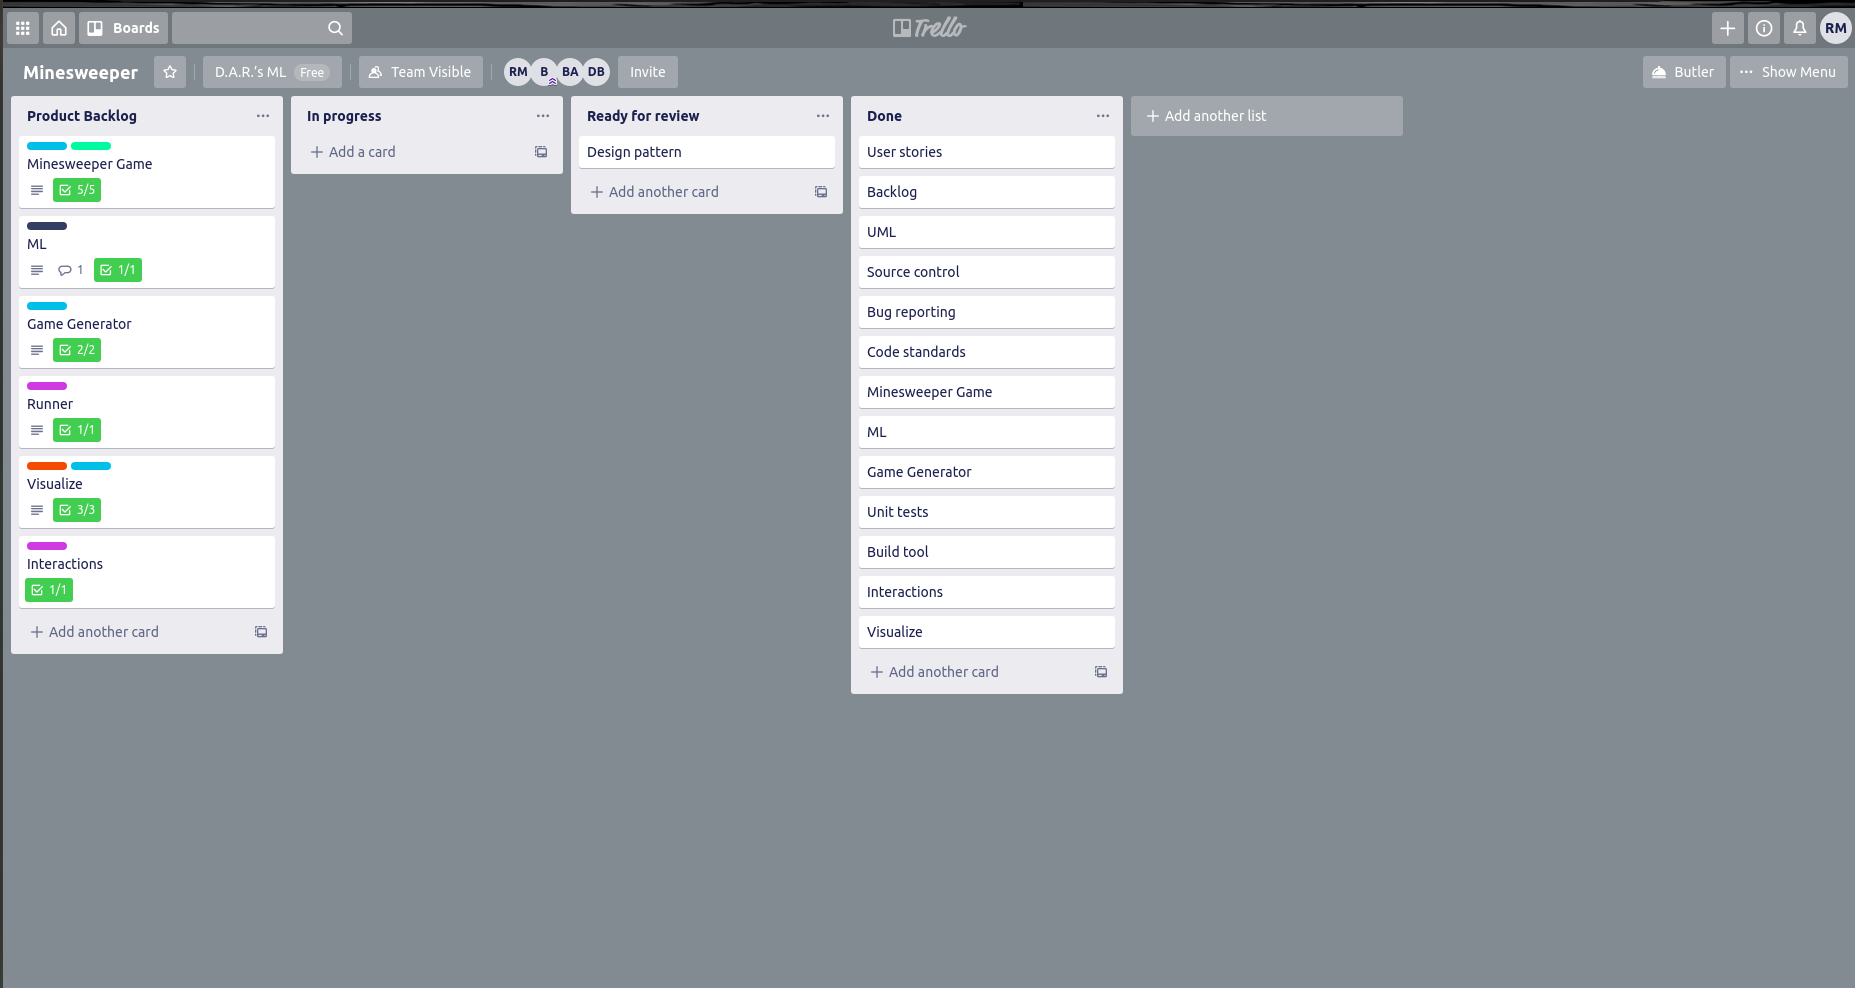 Boards
Trello
RM
Minesweeper
D.A.R.'s ML Free
Team Visible
RM B BA DB
Invite
Butler
Show Menu
Product Backlog
Minesweeper Game
5/5
ML
1 1/1
Game Generator
2/2
Runner
1/1
Visualize
3/3
Interactions
1/1
Add another card
In progress
Add a card
Ready for review
Design pattern
Add another card
Done
User stories
Backlog
UML
Source control
Bug reporting
Code standards
Minesweeper Game
ML
Game Generator
Unit tests
Build tool
Interactions
Visualize
Add another card
Add another list